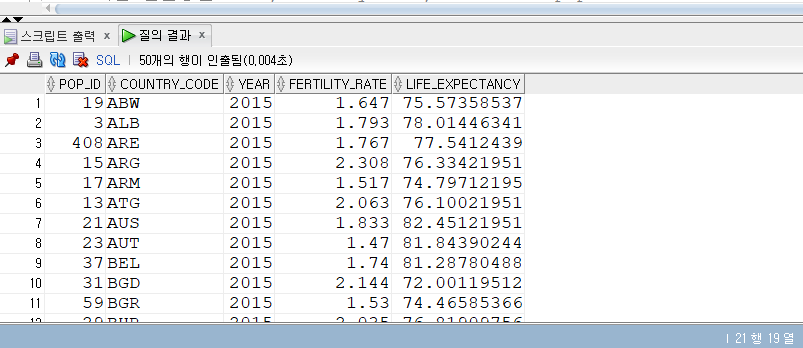 스크립트 출력 x 질의 결과 x
SQL | 50개의 행이 인출됨(0,004초)
POP_ID COUNTRY_CODE YEAR FERTILITY_RATE LIFE_EXPECTANCY
1 19 ABW 2015 1.647 75.57358537
2 3 ALB 2015 1.793 78.01446341
3 408 ARE 2015 1.767 77.5412439
4 15 ARG 2015 2.308 76.33421951
5 17 ARM 2015 1.517 74.79712195
6 13 ATG 2015 2.063 76.10021951
7 21 AUS 2015 1.833 82.45121951
8 23 AUT 2015 1.47 81.84390244
9 37 BEL 2015 1.74 81.28780488
10 31 BGD 2015 2.144 72.00119512
11 59 BGR 2015 1.53 74.46585366
2015
| 21 행 19 열